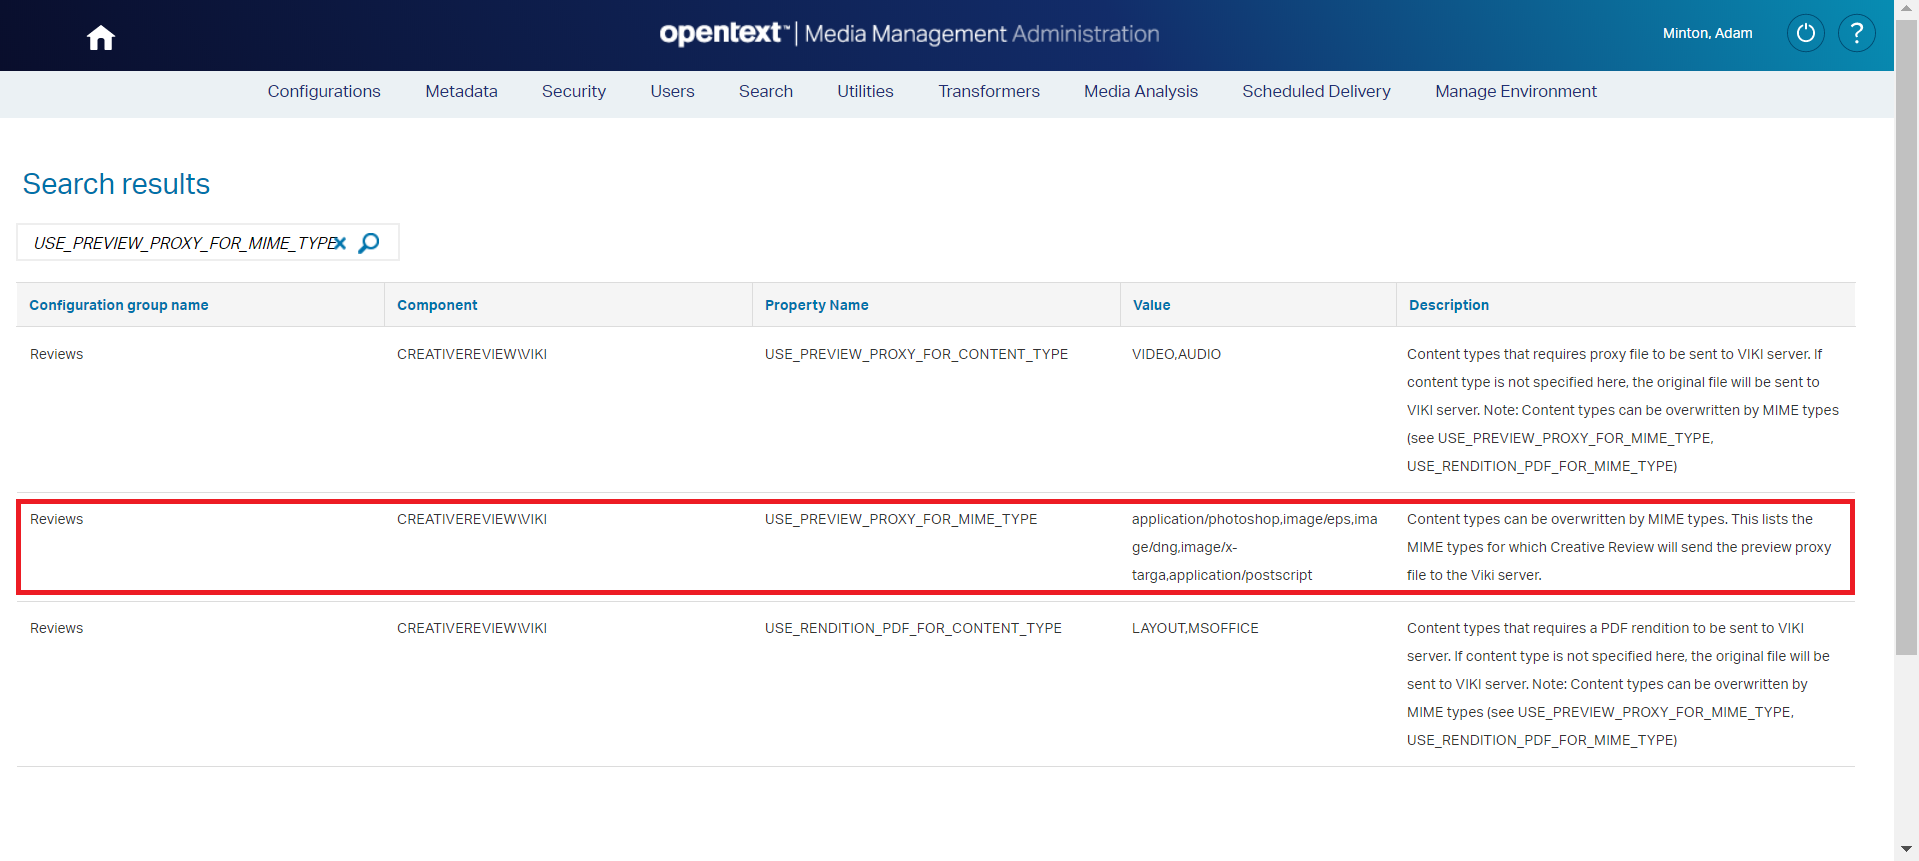 opentext™ | Media Management Administration
Minton, Adam
?
Configurations Metadata Security Users Search Utilities Transformers Media Analysis Scheduled Delivery Manage Environment
Search results
USE_PREVIEW_PROXY_FOR_MIME_TYPE
Configuration group name Component Property Name Value Description
Reviews CREATIVEREVIEW\VIKI USE_PREVIEW_PROXY_FOR_CONTENT_TYPE VIDEO,AUDIO Content types that requires proxy file to be sent to VIKI server. If
content type is not specified here, the original file will be sent to
VIKI server. Note: Content types can be overwritten by MIME types
(see USE_PREVIEW_PROXY_FOR_MIME_TYPE,
USE_RENDITION_PDF_FOR_MIME_TYPE)
Reviews CREATIVEREVIEW\VIKI USE_PREVIEW_PROXY_FOR_MIME_TYPE application/photoshop,image/eps,ima Content types can be overwritten by MIME types. This lists the
ge/dng,image/x- MIME types for which Creative Review will send the preview proxy
targa,application/postscript file to the Viki server.
Reviews CREATIVEREVIEW\VIKI USE_RENDITION_PDF_FOR_CONTENT_TYPE LAYOUT,MSOFFICE Content types that requires a PDF rendition to be sent to VIKI
server. If content type is not specified here, the original file will be
sent to VIKI server. Note: Content types can be overwritten by
MIME types (see USE_PREVIEW_PROXY_FOR_MIME_TYPE,
USE_RENDITION_PDF_FOR_MIME_TYPE)